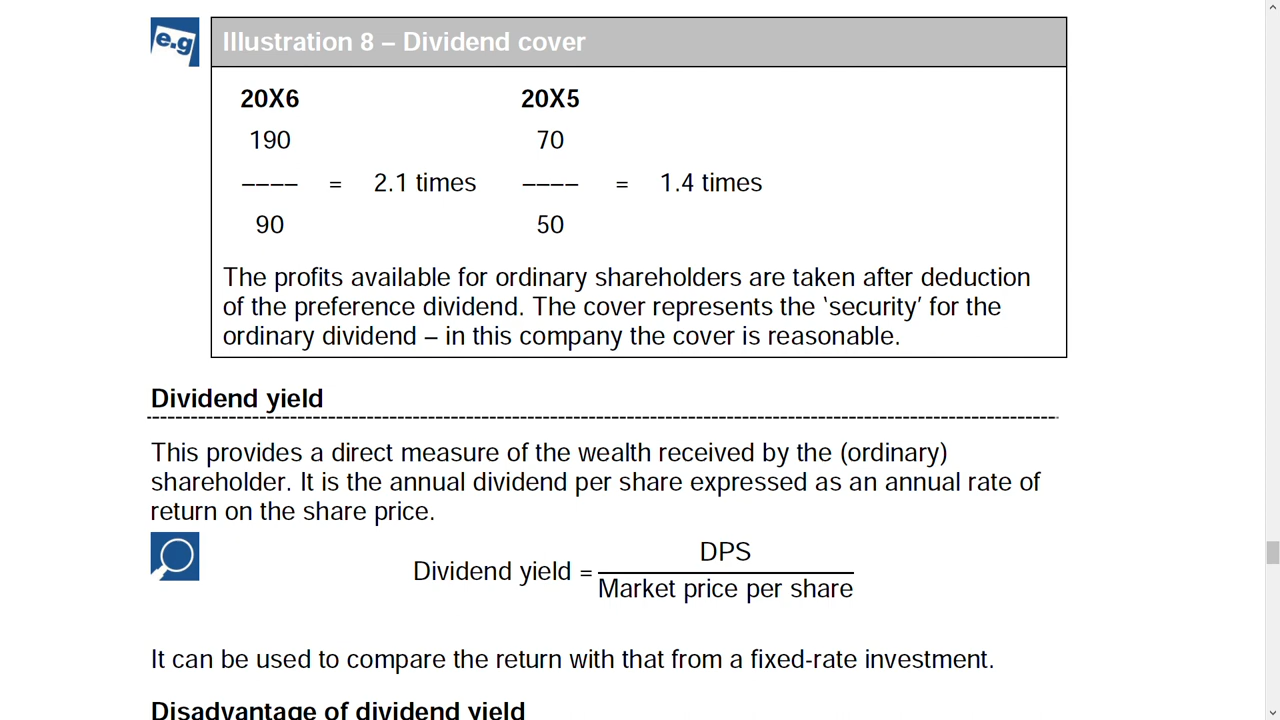 e.g
Illustration 8 – Dividend cover
20X6 20X5
190 70
–––– = 2.1 times –––– = 1.4 times
90 50
The profits available for ordinary shareholders are taken after deduction
of the preference dividend. The cover represents the ‘security’ for the
ordinary dividend – in this company the cover is reasonable.
Dividend yield
This provides a direct measure of the wealth received by the (ordinary)
shareholder. It is the annual dividend per share expressed as an annual rate of
return on the share price.
DPS
Dividend yield =
Market price per share
It can be used to compare the return with that from a fixed-rate investment.
Disadvantage of dividend yield